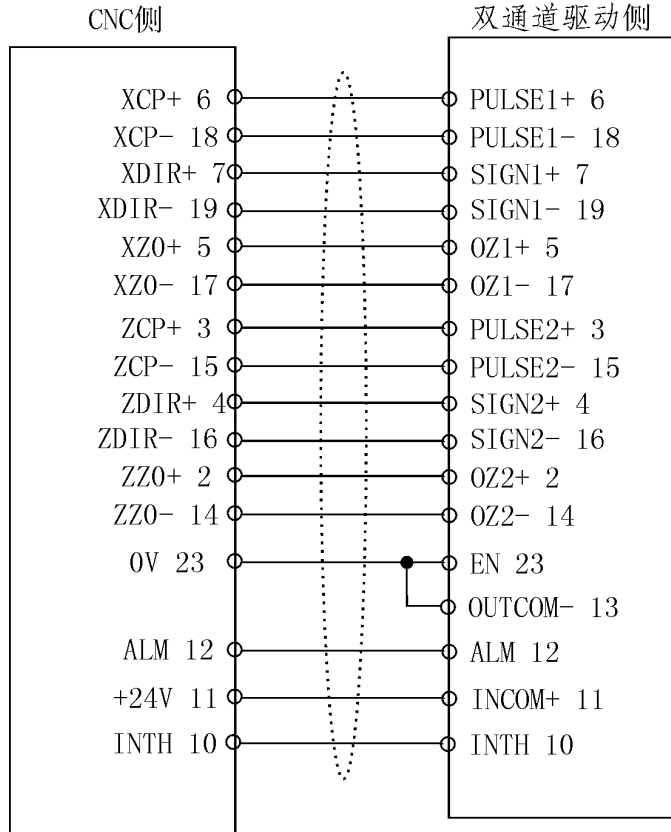 CNC侧 双通道驱动侧
XCP+ 6 PULSE1+ 6
XCP- 18 PULSE1- 18
XDIR+ 7 SIGN1+ 7
XDIR- 19 SIGN1- 19
XZ0+ 5 OZ1+ 5
XZ0- 17 OZ1- 17
ZCP+ 3 PULSE2+ 3
ZCP- 15 PULSE2- 15
ZDIR+ 4 SIGN2+ 4
ZDIR- 16 SIGN2- 16
ZZ0+ 2 OZ2+ 2
ZZ0- 14 OZ2- 14
0V 23 EN 23
OUTCOM- 13
ALM 12 ALM 12
+24V 11 INCOM+ 11
INTH 10 INTH 10